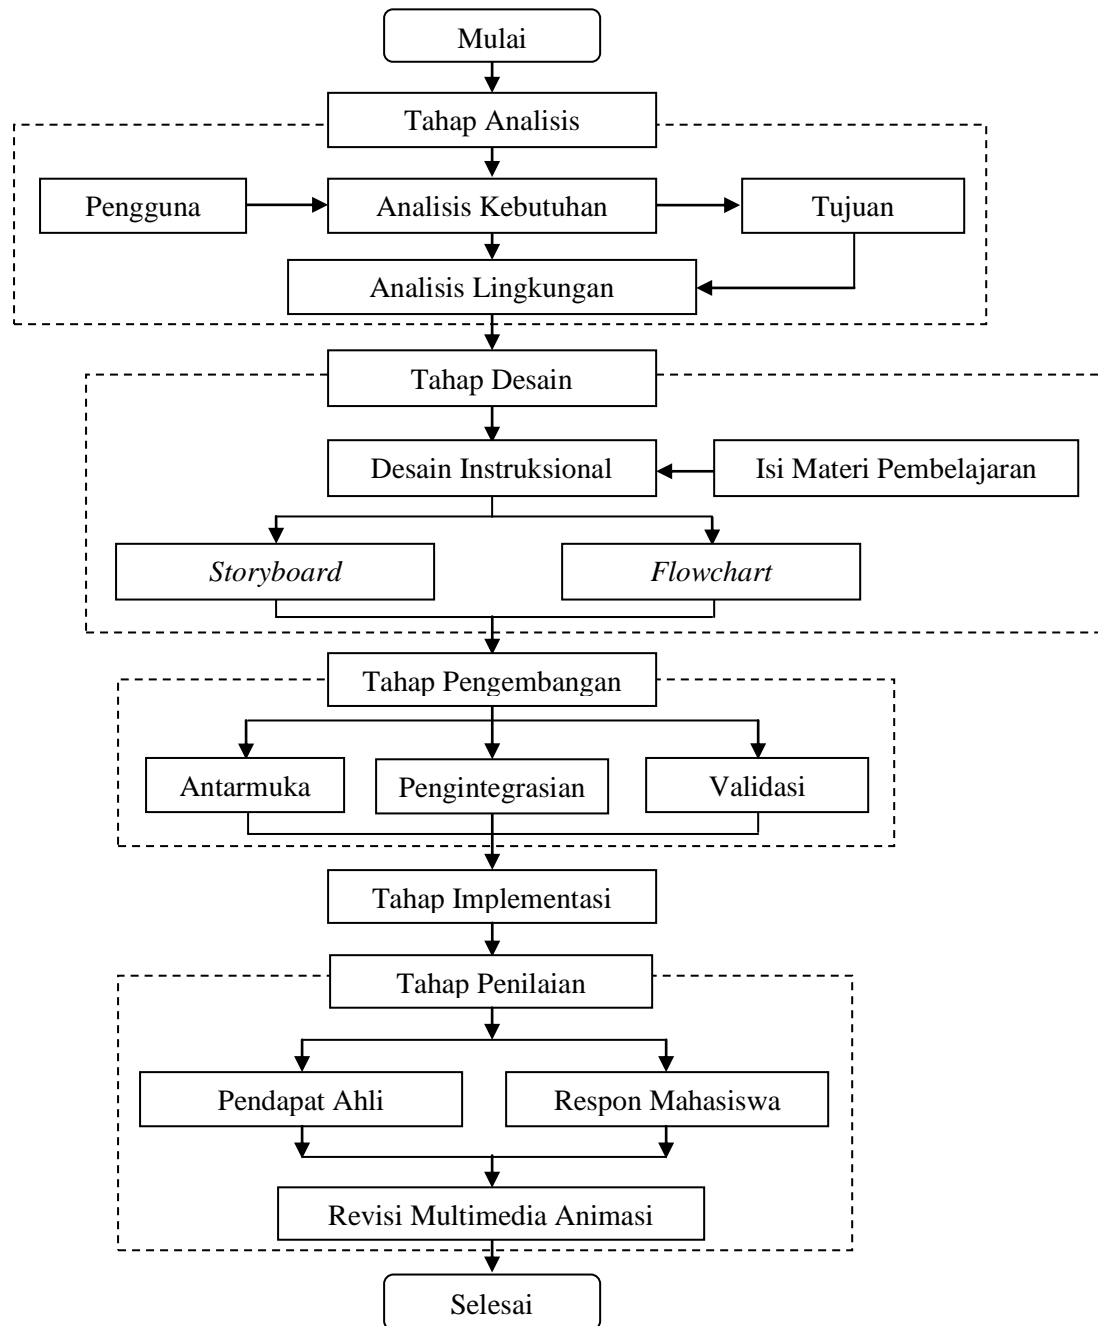 Mulai
Tahap Analisis
Pengguna
Analisis Kebutuhan
Tujuan
Analisis Lingkungan
Tahap Desain
Desain Instruksional
Isi Materi Pembelajaran
Storyboard
Flowchart
Tahap Pengembangan
Antarmuka
Pengintegrasian
Validasi
Tahap Implementasi
Tahap Penilaian
Pendapat Ahli
Respon Mahasiswa
Revisi Multimedia Animasi
Selesai